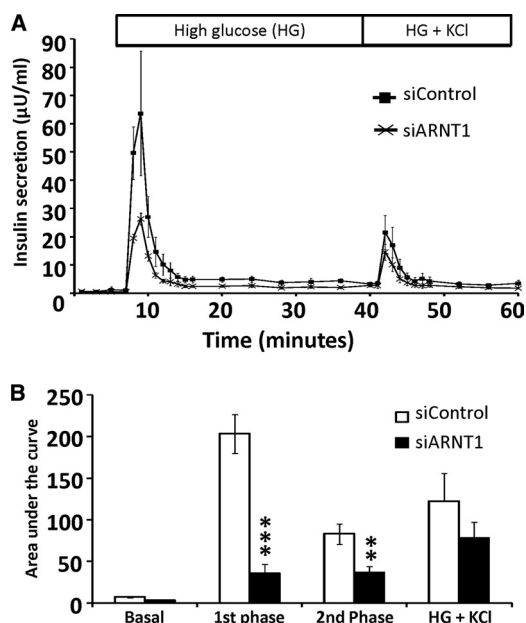 A
High glucose (HG) HG + KCl
Insulin secretion (µU/ml)
90
80
70
60
50
40
30
20
10
0
siControl
siARNT1
10 20 30 40 50 60
Time (minutes)
B
Area under the curve
250
200
150
100
50
0
siControl
siARNT1
***
**
Basal 1st phase 2nd Phase HG + KCl